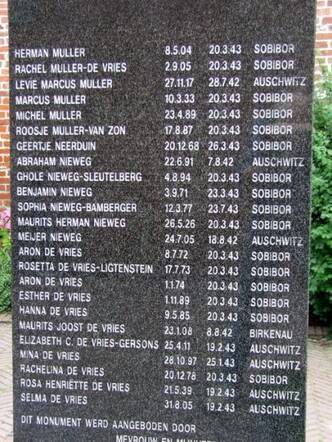 HERMAN MULLER 8.5.04 20.3.43 SOBIBOR
RACHEL MULLER-DE VRIES 2.9.05 20.3.43 SOBIBOR
LEVIE MARCUS MULLER 27.11.17 28.7.42 AUSCHWITZ
MARCUS MULLER 10.3.33 20.3.43 SOBIBOR
MICHEL MULLER 23.4.89 20.3.43 SOBIBOR
ROOSJE MULLER-VAN ZON 17.8.87 20.3.43 SOBIBOR
GEERTJE NEERDUIN 20.12.68 26.3.43 SOBIBOR
ABRAHAM NIEWEG 22.6.91 7.8.42 AUSCHWITZ
GHOLE NIEWEG-SLEUTELBERG 4.8.94 20.3.43 SOBIBOR
BENJAMIN NIEWEG 3.9.71 23.3.43 SOBIBOR
SOPHIA NIEWEG-BAMBERGER 12.3.77 23.7.43 SOBIBOR
MAURITS HERMAN NIEWEG 26.5.26 20.3.43 SOBIBOR
MEIJER NIEWEG 24.7.05 18.8.42 AUSCHWITZ
ARON DE VRIES 8.7.72 20.3.43 SOBIBOR
ROSETTA DE VRIES-LIGTENSTEIN 17.7.73 20.3.43 SOBIBOR
ARON DE VRIES 1.1.74 20.3.43 SOBIBOR
ESTHER DE VRIES 1.11.89 20.3.43 SOBIBOR
HANNA DE VRIES 9.5.85 20.3.43 SOBIBOR
MAURITS JOOST DE VRIES 23.1.08 8.8.42 BIRKENAU
ELIZABETH C. DE VRIES-GERSONS 25.4.11 19.2.43 AUSCHWITZ
MINA DE VRIES 28.10.97 25.1.43 AUSCHWITZ
RACHELINA DE VRIES 20.12.78 20.3.43 SOBIBOR
ROSA HENRIËTTE DE VRIES 21.5.39 19.2.43 AUSCHWITZ
SELMA DE VRIES 31.8.05 19.2.43 AUSCHWITZ
DIT MONUMENT WERD AANGEBODEN DOOR
MEVROUW EN